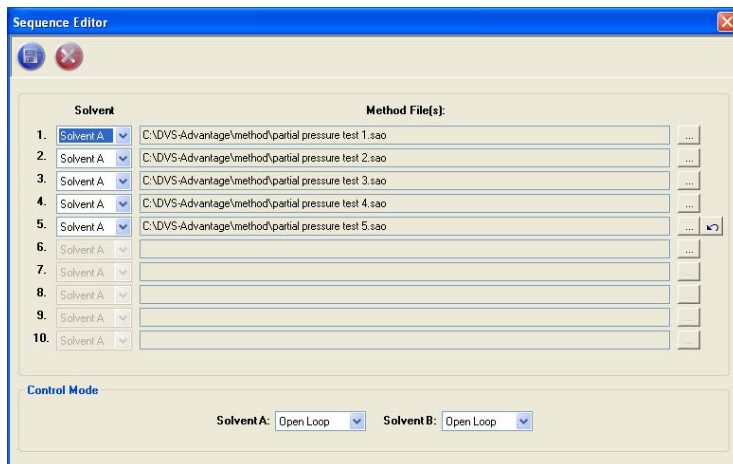 Sequence Editor
Solvent Method File(s):
1. Solvent A C:\DVS-Advantage\method\partial pressure test 1.sao ...
2. Solvent A C:\DVS-Advantage\method\partial pressure test 2.sao ...
3. Solvent A C:\DVS-Advantage\method\partial pressure test 3.sao ...
4. Solvent A C:\DVS-Advantage\method\partial pressure test 4.sao ...
5. Solvent A C:\DVS-Advantage\method\partial pressure test 5.sao ...
6. Solvent A ...
7. Solvent A ...
8. Solvent A ...
9. Solvent A ...
10. Solvent A ...
Control Mode
Solvent A: Open Loop Solvent B: Open Loop